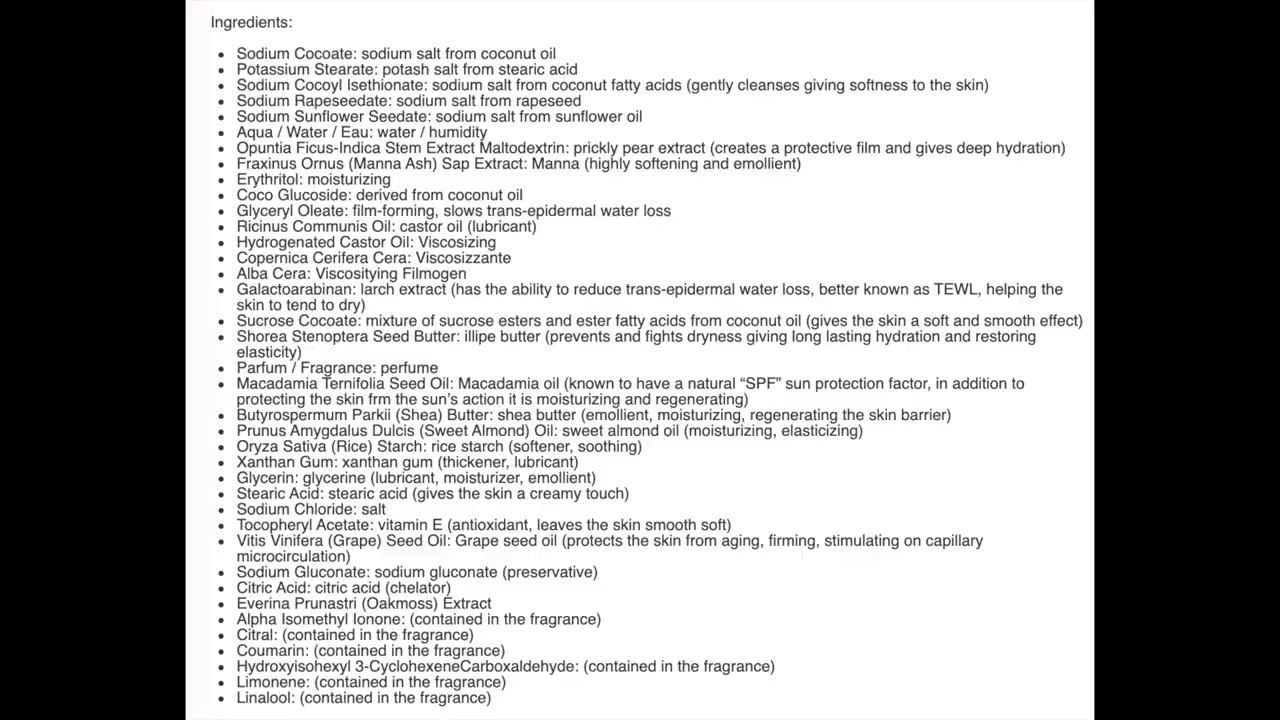 Ingredients:
• Sodium Cocoate: sodium salt from coconut oil
• Potassium Stearate: potash salt from stearic acid
• Sodium Cocoyl Isethionate: sodium salt from coconut fatty acids (gently cleanses giving softness to the skin)
• Sodium Rapeseedate: sodium salt from rapeseed
• Sodium Sunflower Seedate: sodium salt from sunflower oil
• Aqua / Water / Eau: water / humidity
• Opuntia Ficus-Indica Stem Extract Maltodextrin: prickly pear extract (creates a protective film and gives deep hydration)
• Fraxinus Ornus (Manna Ash) Sap Extract: Manna (highly softening and emollient)
• Erythritol: moisturizing
• Coco Glucoside: derived from coconut oil
• Glyceryl Oleate: film-forming, slows trans-epidermal water loss
• Ricinus Communis Oil: castor oil (lubricant)
• Hydrogenated Castor Oil: Viscosizing
• Copernica Cerifera Cera: Viscosizzante
• Alba Cera: Viscositying Filmogen
• Galactoarabinan: larch extract (has the ability to reduce trans-epidermal water loss, better known as TEWL, helping the
skin to tend to dry)
• Sucrose Cocoate: mixture of sucrose esters and ester fatty acids from coconut oil (gives the skin a soft and smooth effect)
• Shorea Stenoptera Seed Butter: illipe butter (prevents and fights dryness giving long lasting hydration and restoring
elasticity)
• Parfum / Fragrance: perfume
• Macadamia Ternifolia Seed Oil: Macadamia oil (known to have a natural “SPF” sun protection factor, in addition to
protecting the skin frm the sun’s action it is moisturizing and regenerating)
• Butyrospermum Parkii (Shea) Butter: shea butter (emollient, moisturizing, regenerating the skin barrier)
• Prunus Amygdalus Dulcis (Sweet Almond) Oil: sweet almond oil (moisturizing, elasticizing)
• Oryza Sativa (Rice) Starch: rice starch (softener, soothing)
• Xanthan Gum: xanthan gum (thickener, lubricant)
• Glycerin: glycerine (lubricant, moisturizer, emollient)
• Stearic Acid: stearic acid (gives the skin a creamy touch)
• Sodium Chloride: salt
• Tocopheryl Acetate: vitamin E (antioxidant, leaves the skin smooth soft)
• Vitis Vinifera (Grape) Seed Oil: Grape seed oil (protects the skin from aging, firming, stimulating on capillary
microcirculation)
• Sodium Gluconate: sodium gluconate (preservative)
• Citric Acid: citric acid (chelator)
• Everina Prunastri (Oakmoss) Extract
• Alpha Isomethyl Ionone: (contained in the fragrance)
• Citral: (contained in the fragrance)
• Coumarin: (contained in the fragrance)
• Hydroxyisohexyl 3-CyclohexeneCarboxaldehyde: (contained in the fragrance)
• Limonene: (contained in the fragrance)
• Linalool: (contained in the fragrance)